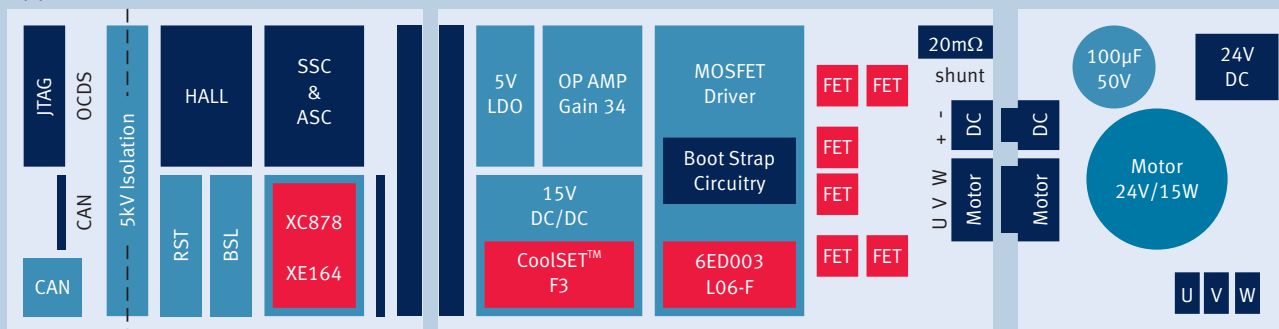 JTAG
OCDS
CAN
CAN
5kV Isolation
HALL
SSC
&
ASC
RST
BSL
XC878
XE164
5V
LDO
OP AMP
Gain 34
15V
DC/DC
CoolSET™
F3
MOSFET
Driver
Boot Strap
Circuitry
6ED003
L06-F
FET FET
FET
FET
FET FET
20mΩ
shunt
+ -
DC
U V W
Motor
DC
Motor
100µF
50V
24V
DC
Motor
24V/15W
U V W